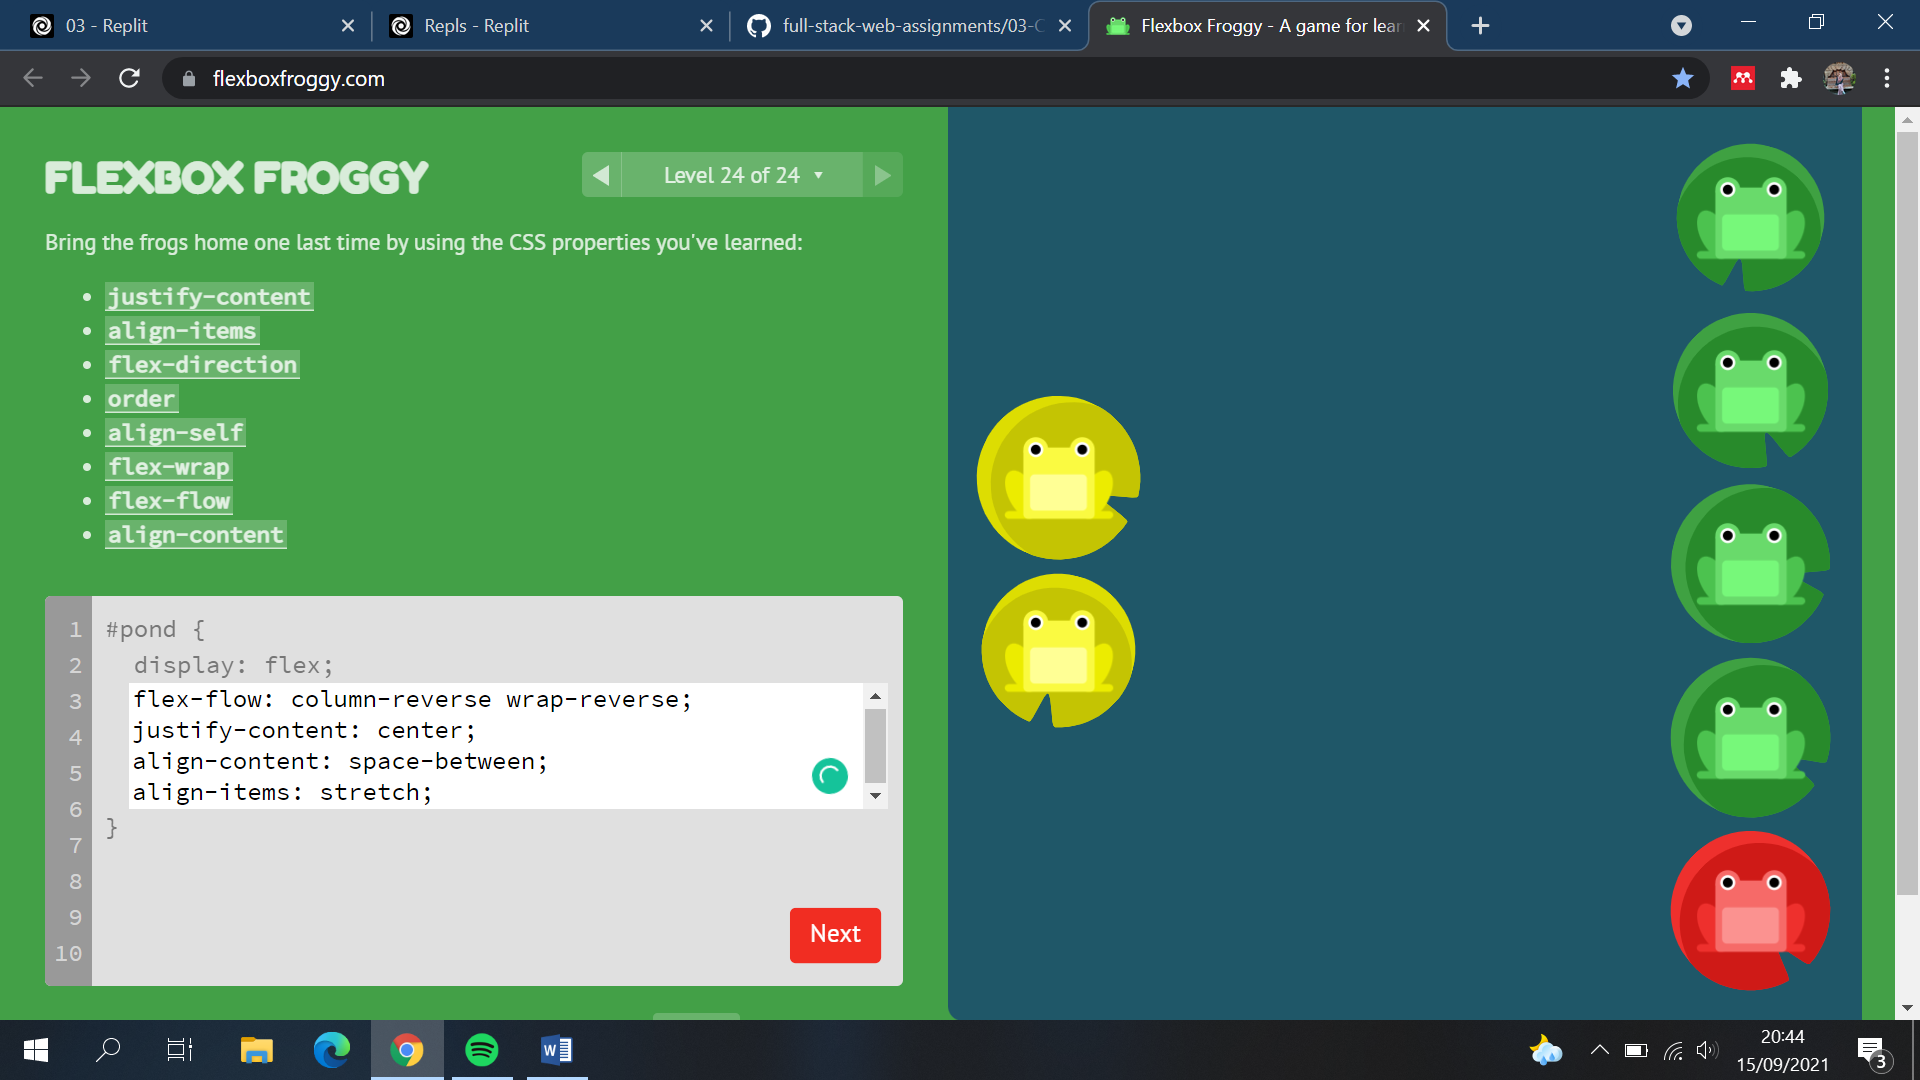 03 - Replit
Repls - Replit
full-stack-web-assignments/03-C
Flexbox Froggy - A game for lear
flexboxfroggy.com
FLEXBOX FROGGY
Level 24 of 24
Bring the frogs home one last time by using the CSS properties you've learned:
justify-content
align-items
flex-direction
order
align-self
flex-wrap
flex-flow
align-content
1 #pond {
2 display: flex;
3 flex-flow: column-reverse wrap-reverse;
4 justify-content: center;
5 align-content: space-between;
6 align-items: stretch;
}
7
8
9
10
Next
W
20:44
15/09/2021
3